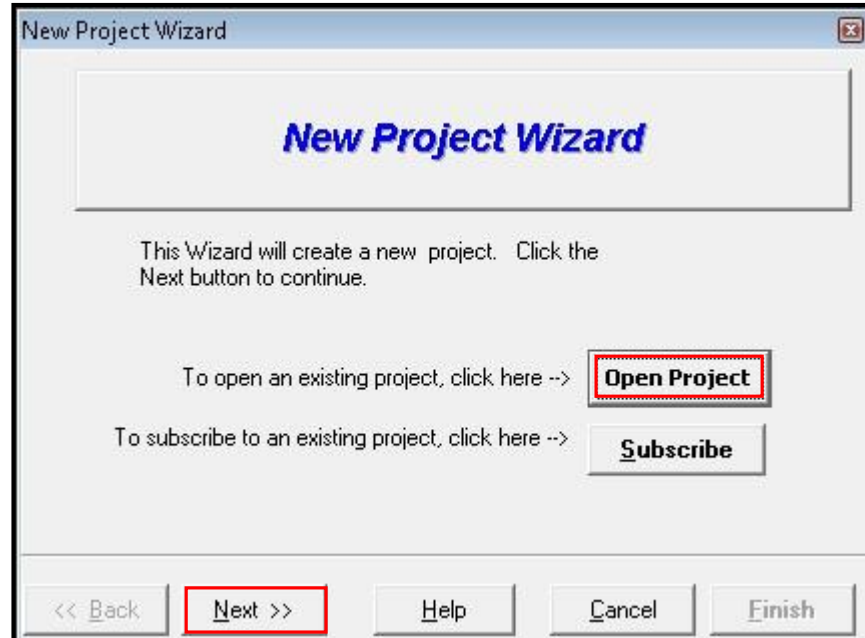 New Project Wizard
New Project Wizard
This Wizard will create a new project. Click the
Next button to continue.
To open an existing project, click here --> Open Project
To subscribe to an existing project, click here --> Subscribe
<< Back Next >> Help Cancel Finish